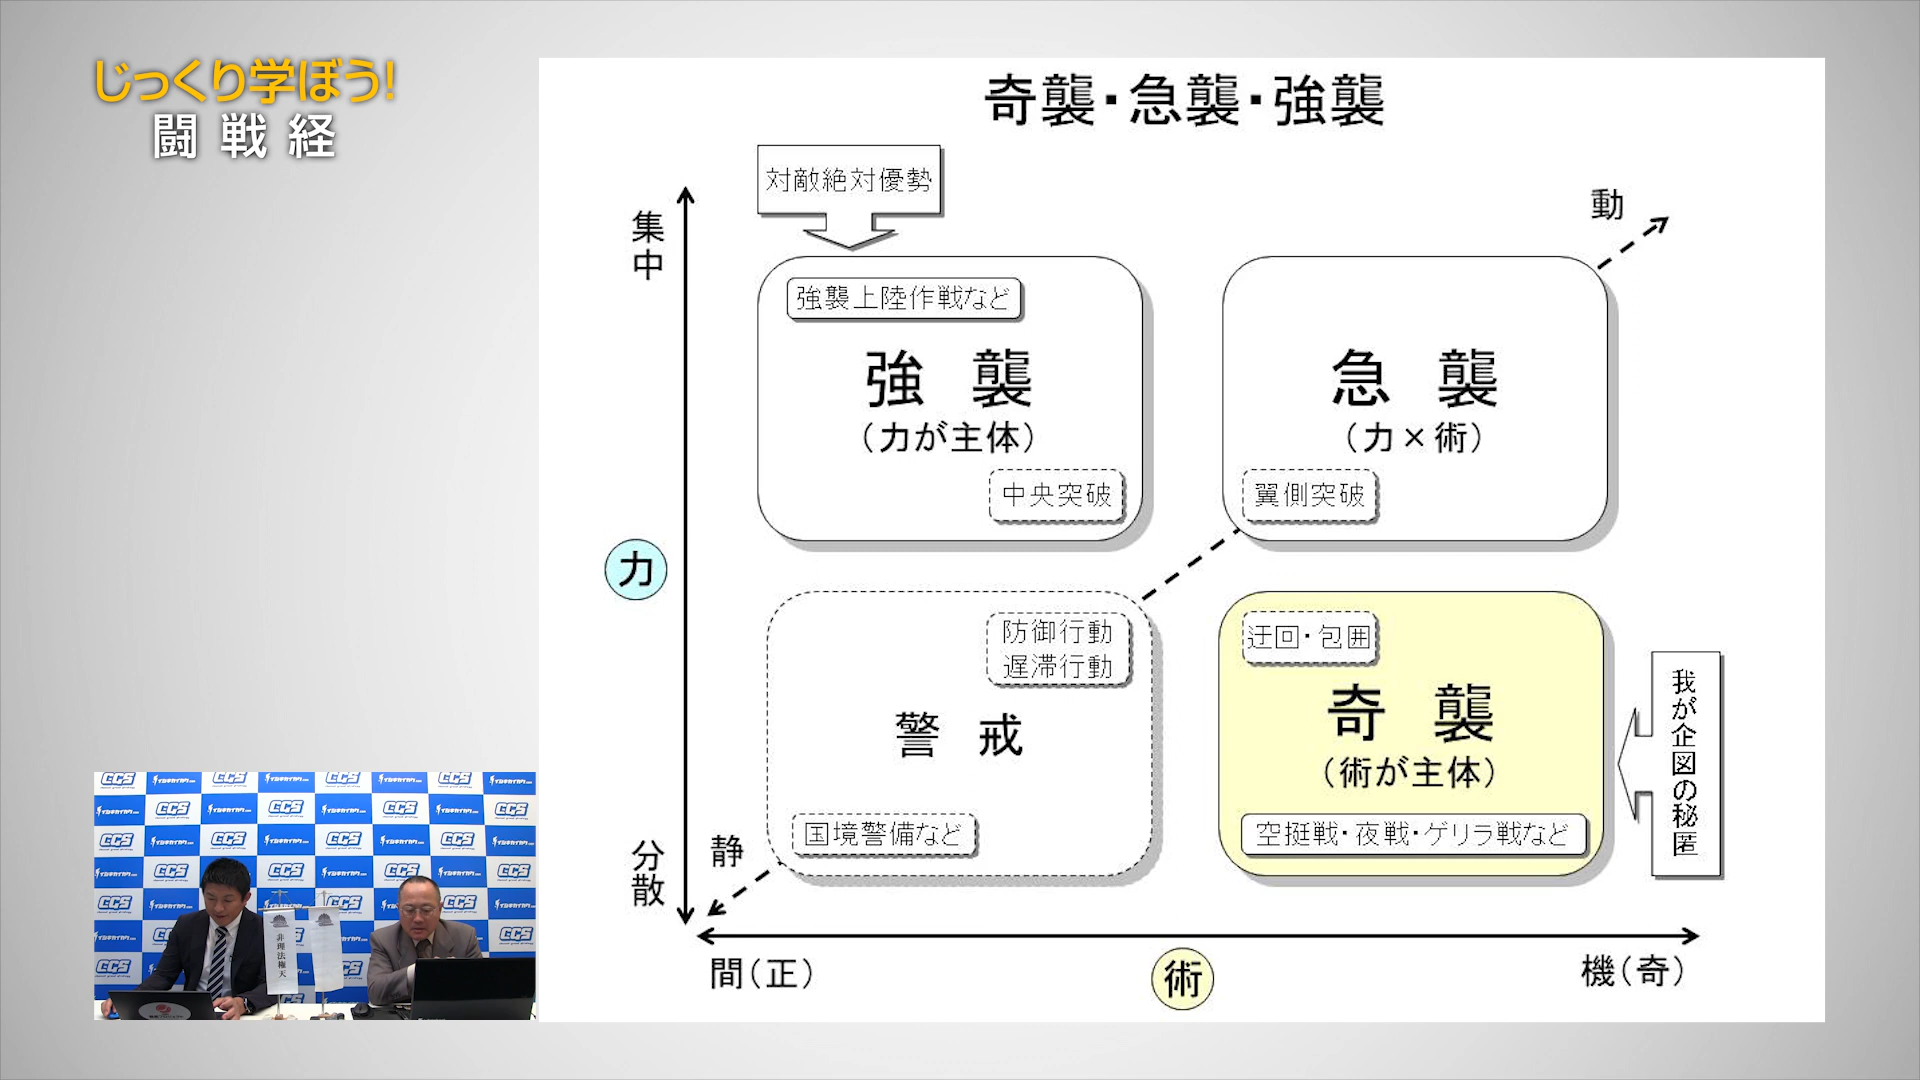 じっくり学ぼう!
闘戦経
奇襲・急襲・強襲
対敵絶対優勢
集中
動
強襲上陸作戦など
強襲
(力が主体)
中央突破
急襲
(力×術)
翼側突破
力
防御行動
遅滞行動
警戒
国境警備など
迂回・包囲
奇襲
(術が主体)
空挺戦・夜戦・ゲリラ戦など
我が企図の秘匿
分散
静
間(正)
術
機(奇)
CGS
非理法権天